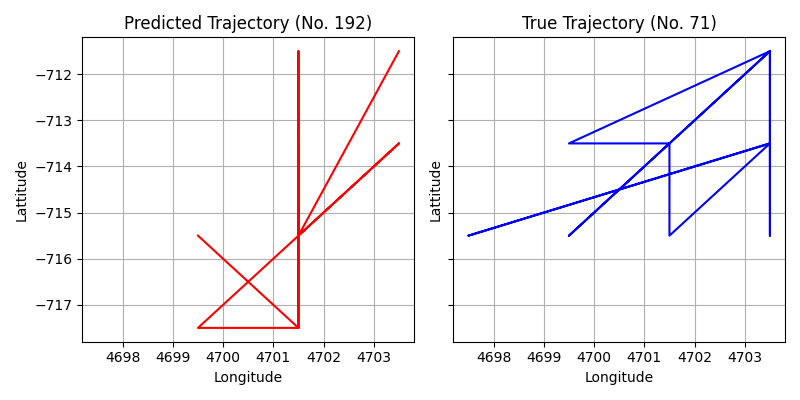 Predicted Trajectory (No. 192)
True Trajectory (No. 71)
Lattitude
−712
−713
−714
−715
−716
−717
4698 4699 4700 4701 4702 4703
Longitude
Lattitude
4698 4699 4700 4701 4702 4703
Longitude